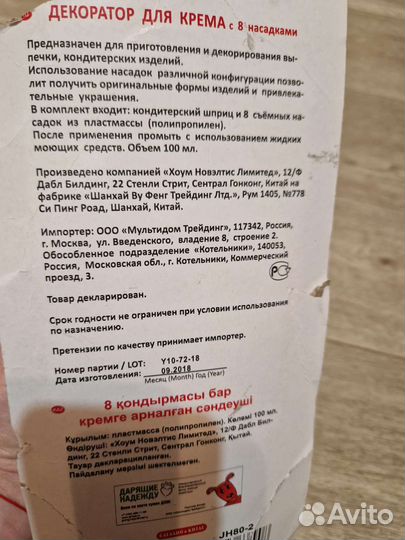 ДЕКОРАТОР ДЛЯ КРЕМА с 8 насадками
Предназначен для приготовления и декорирования вы-
печки, кондитерских изделий.
Использование насадок различной конфигурации позво-
лит получить оригинальные формы изделий и привлека-
тельные украшения.
В комплект входит: кондитерский шприц и 8 съёмных на-
садок из пластмассы (полипропилен).
После применения промыть с использованием жидких
моющих средств. Объем 100 мл.
Произведено компанией «Хоум Новэлтис Лимитед», 12/Ф
Дабл Билдинг, 22 Стенли Стрит, Сентрал Гонконг, Китай на
фабрике «Шанхай Ву Фенг Трейдинг Лтд.», Рум 1405, №778
Си Пинг Роад, Шанхай, Китай.
Импортер: ООО «Мультидом Трейдинг», 117342, Россия,
г. Москва, ул. Введенского, владение 8, строение 2.
Обособленное подразделение «Котельники», 140053,
Россия, Московская обл., г. Котельники, Коммерческий
проезд, 3.
Товар декларирован.
Срок годности не ограничен при условии использования
по назначению.
Претензии по качеству принимает импортер.
Номер партии / LOT: Y10-72-18
Дата изготовления: 09.2018
Месяц (Month) Год (Year)
8 қондырмасы бар
кремге арналған сәндеуші
Құрылым: пластмасса (полипропилен). Көлемі 100 мл.
Өндіруші: «Хоум Новэлтис Лимитед», 12/Ф Дабл Бил-
динг, 22 Стенли Стрит, Сентрал Гонконг, Қытай.
Тауар декларацияланған.
Пайдалану мерзімі шектелмеген.
ДАРЯЩИЕ
НАДЕЖДУ
JH80-2
Avito